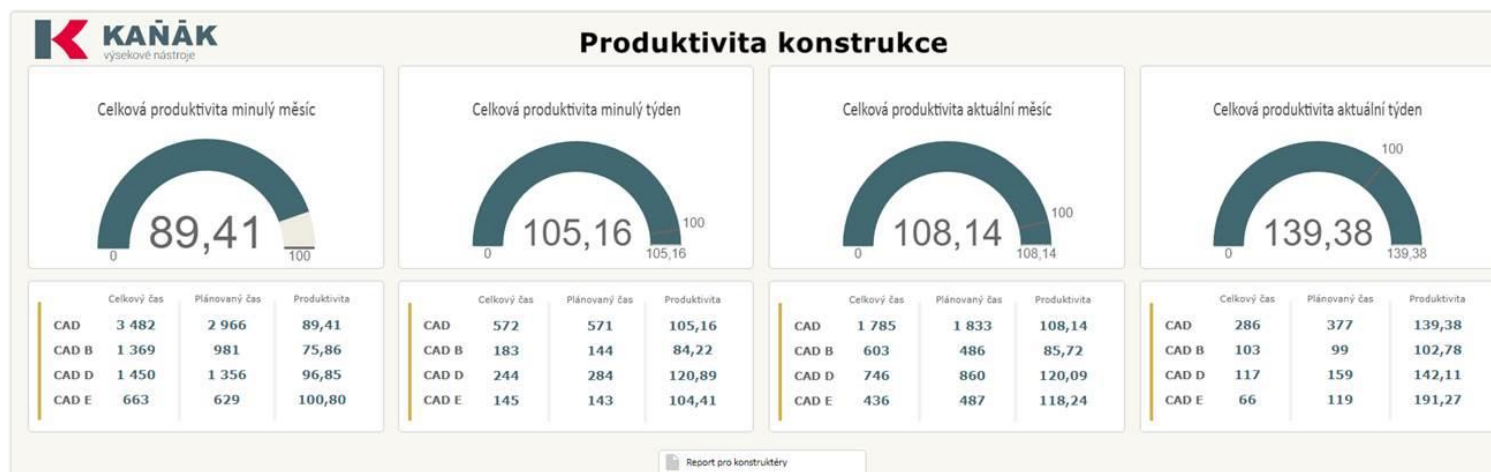 KAŇÁK
výsekové nástroje
Produktivita konstrukce
Celková produktivita minulý měsíc
89,41
0
100
Celková produktivita minulý týden
105,16
100
0
105,16
Celková produktivita aktuální měsíc
108,14
100
0
108,14
Celková produktivita aktuální týden
100
139,38
0
139,38
Celkový čas Plánovaný čas Produktivita
CAD 3 482 2 966 89,41
CAD B 1 369 981 75,86
CAD D 1 450 1 356 96,85
CAD E 663 629 100,80
Celkový čas Plánovaný čas Produktivita
CAD 572 571 105,16
CAD B 183 144 84,22
CAD D 244 284 120,89
CAD E 145 143 104,41
Celkový čas Plánovaný čas Produktivita
CAD 1 785 1 833 108,14
CAD B 603 486 85,72
CAD D 746 860 120,09
CAD E 436 487 118,24
Celkový čas Plánovaný čas Produktivita
CAD 286 377 139,38
CAD B 103 99 102,78
CAD D 117 159 142,11
CAD E 66 119 191,27
Report pro konstruktéry